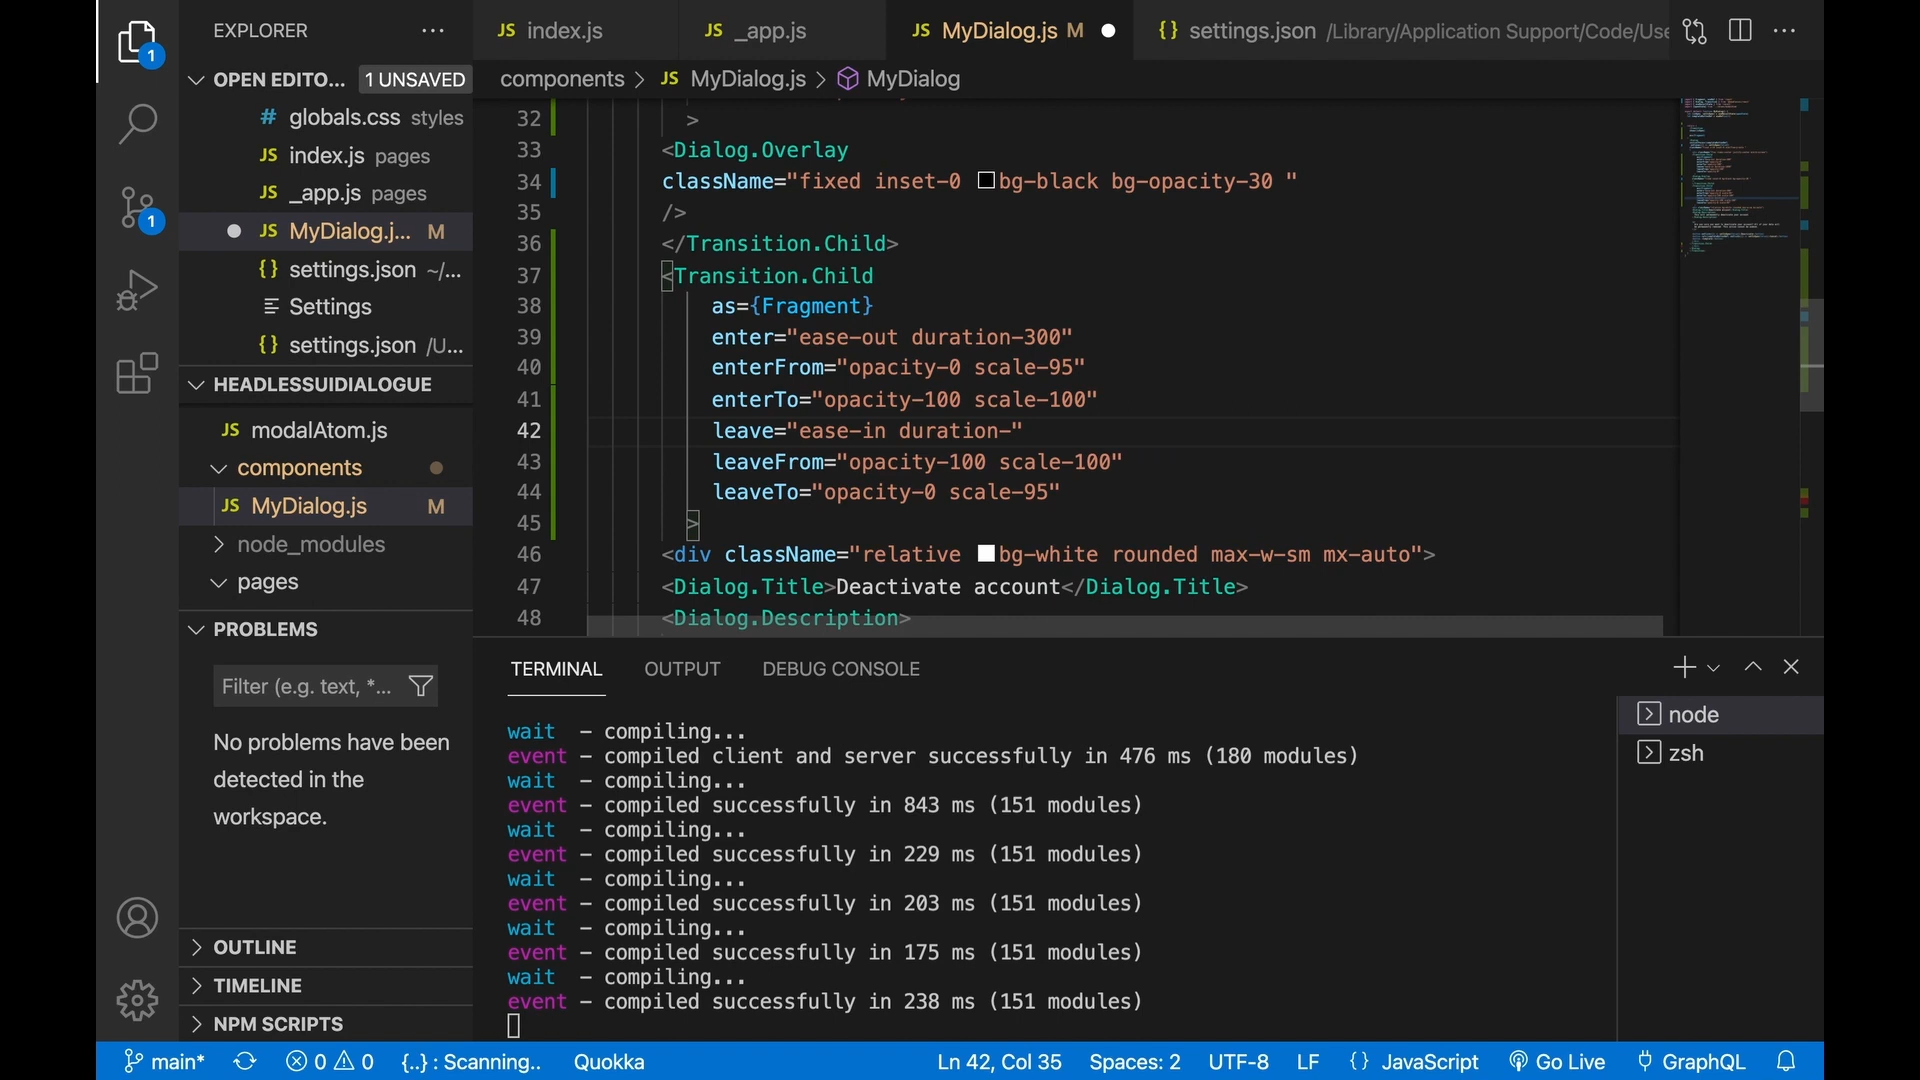 EXPLORER
JS index.js
JS _app.js
JS MyDialog.js M
{} settings.json /Library/Application Support/Code/Use
1
OPEN EDITO... 1 UNSAVED
# globals.css styles
JS index.js pages
JS _app.js pages
JS MyDialog.j... M
{} settings.json ~/...
Settings
{} settings.json /U...
1
HEADLESSUIDIALOGUE
JS modalAtom.js
components
JS MyDialog.js M
node_modules
pages
PROBLEMS
Filter (e.g. text, *...
No problems have been
detected in the
workspace.
OUTLINE
TIMELINE
NPM SCRIPTS
components > JS MyDialog.js > MyDialog
32 >
33 <Dialog.Overlay
34 className="fixed inset-0 bg-black bg-opacity-30 "
35 />
36 </Transition.Child>
37 <Transition.Child
38 as={Fragment}
39 enter="ease-out duration-300"
40 enterFrom="opacity-0 scale-95"
41 enterTo="opacity-100 scale-100"
42 leave="ease-in duration-"
43 leaveFrom="opacity-100 scale-100"
44 leaveTo="opacity-0 scale-95"
45 >
46 <div className="relative bg-white rounded max-w-sm mx-auto">
47 <Dialog.Title>Deactivate account</Dialog.Title>
48 <Dialog.Description>
TERMINAL OUTPUT DEBUG CONSOLE
wait - compiling...
event - compiled client and server successfully in 476 ms (180 modules)
wait - compiling...
event - compiled successfully in 843 ms (151 modules)
wait - compiling...
event - compiled successfully in 229 ms (151 modules)
wait - compiling...
event - compiled successfully in 203 ms (151 modules)
wait - compiling...
event - compiled successfully in 175 ms (151 modules)
wait - compiling...
event - compiled successfully in 238 ms (151 modules)
node
zsh
main* 0 0 {..} : Scanning.. Quokka Ln 42, Col 35 Spaces: 2 UTF-8 LF {} JavaScript Go Live GraphQL